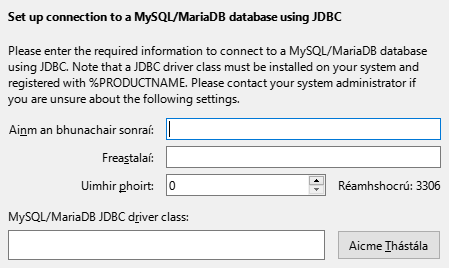 Set up connection to a MySQL/MariaDB database using JDBC
Please enter the required information to connect to a MySQL/MariaDB database
using JDBC. Note that a JDBC driver class must be installed on your system and
registered with %PRODUCTNAME. Please contact your system administrator if
you are unsure about the following settings.
Ainm an bhunachair sonraí:
Freastalaí:
Uimhir phoirt: 0 Réamhshocrú: 3306
MySQL/MariaDB JDBC driver class:
Aicme Thástála